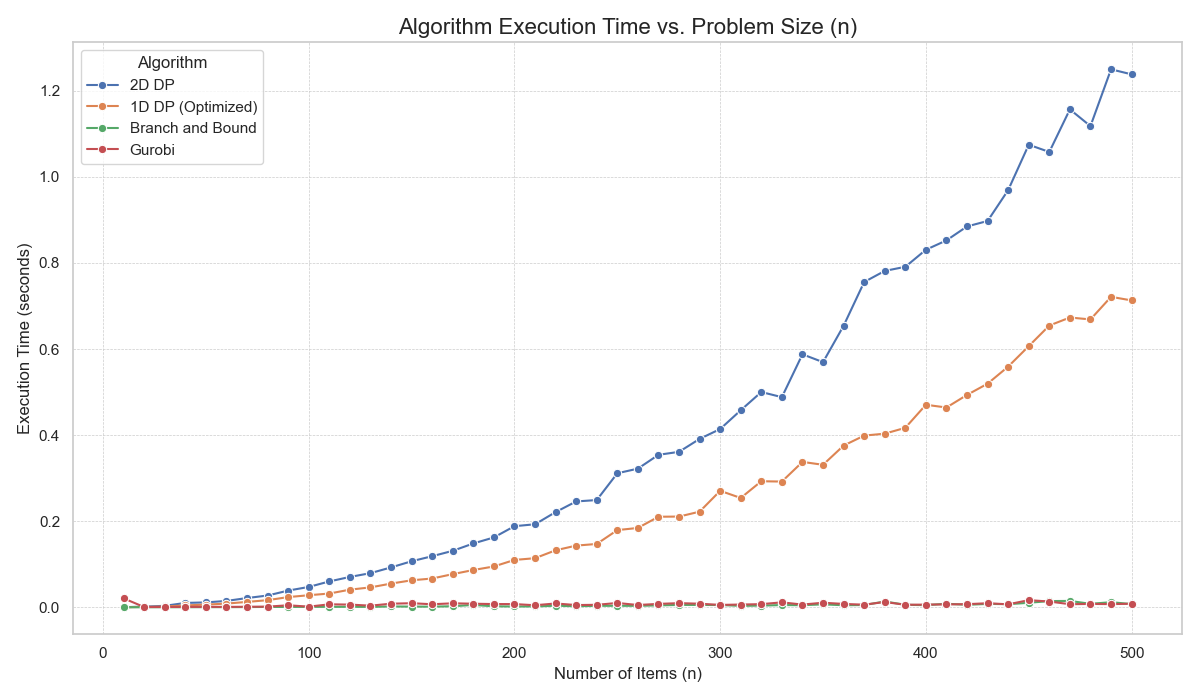 Algorithm Execution Time vs. Problem Size (n)
Algorithm
2D DP
1D DP (Optimized)
Branch and Bound
Gurobi
Execution Time (seconds)
1.2
1.0
0.8
0.6
0.4
0.2
0.0
0 100 200 300 400 500
Number of Items (n)